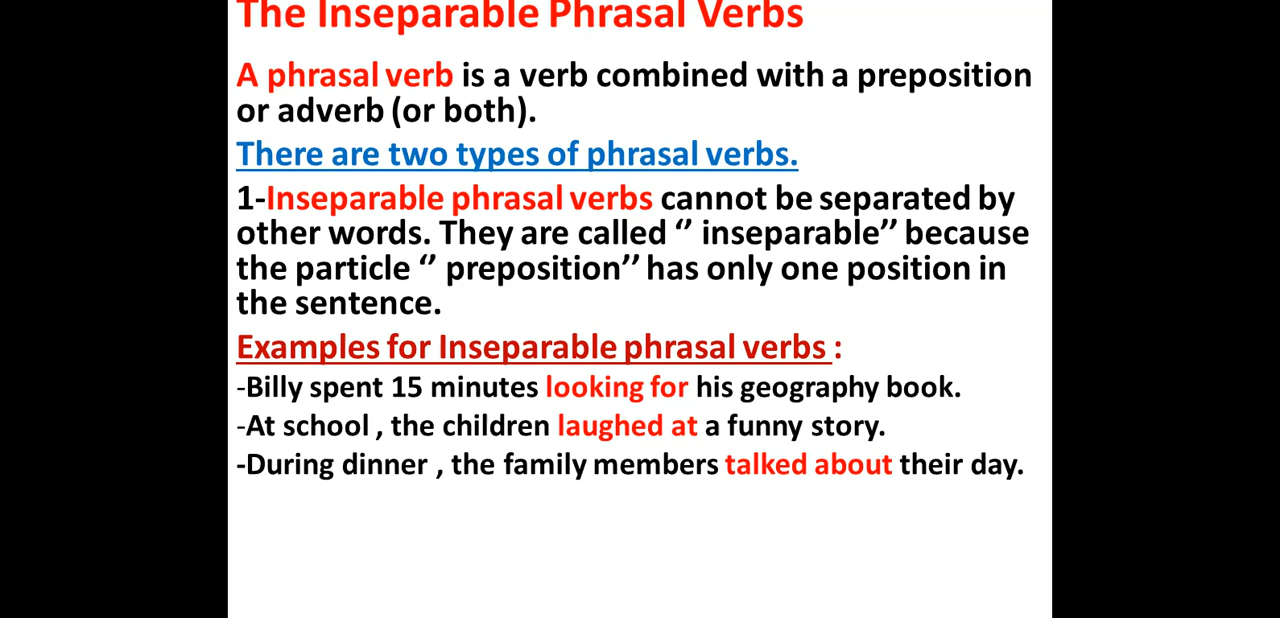 The Inseparable Phrasal Verbs
A phrasal verb is a verb combined with a preposition
or adverb (or both).
There are two types of phrasal verbs.
1-Inseparable phrasal verbs cannot be separated by
other words. They are called ‘’ inseparable’’ because
the particle ‘’ preposition’’ has only one position in
the sentence.
Examples for Inseparable phrasal verbs :
-Billy spent 15 minutes looking for his geography book.
-At school , the children laughed at a funny story.
-During dinner , the family members talked about their day.